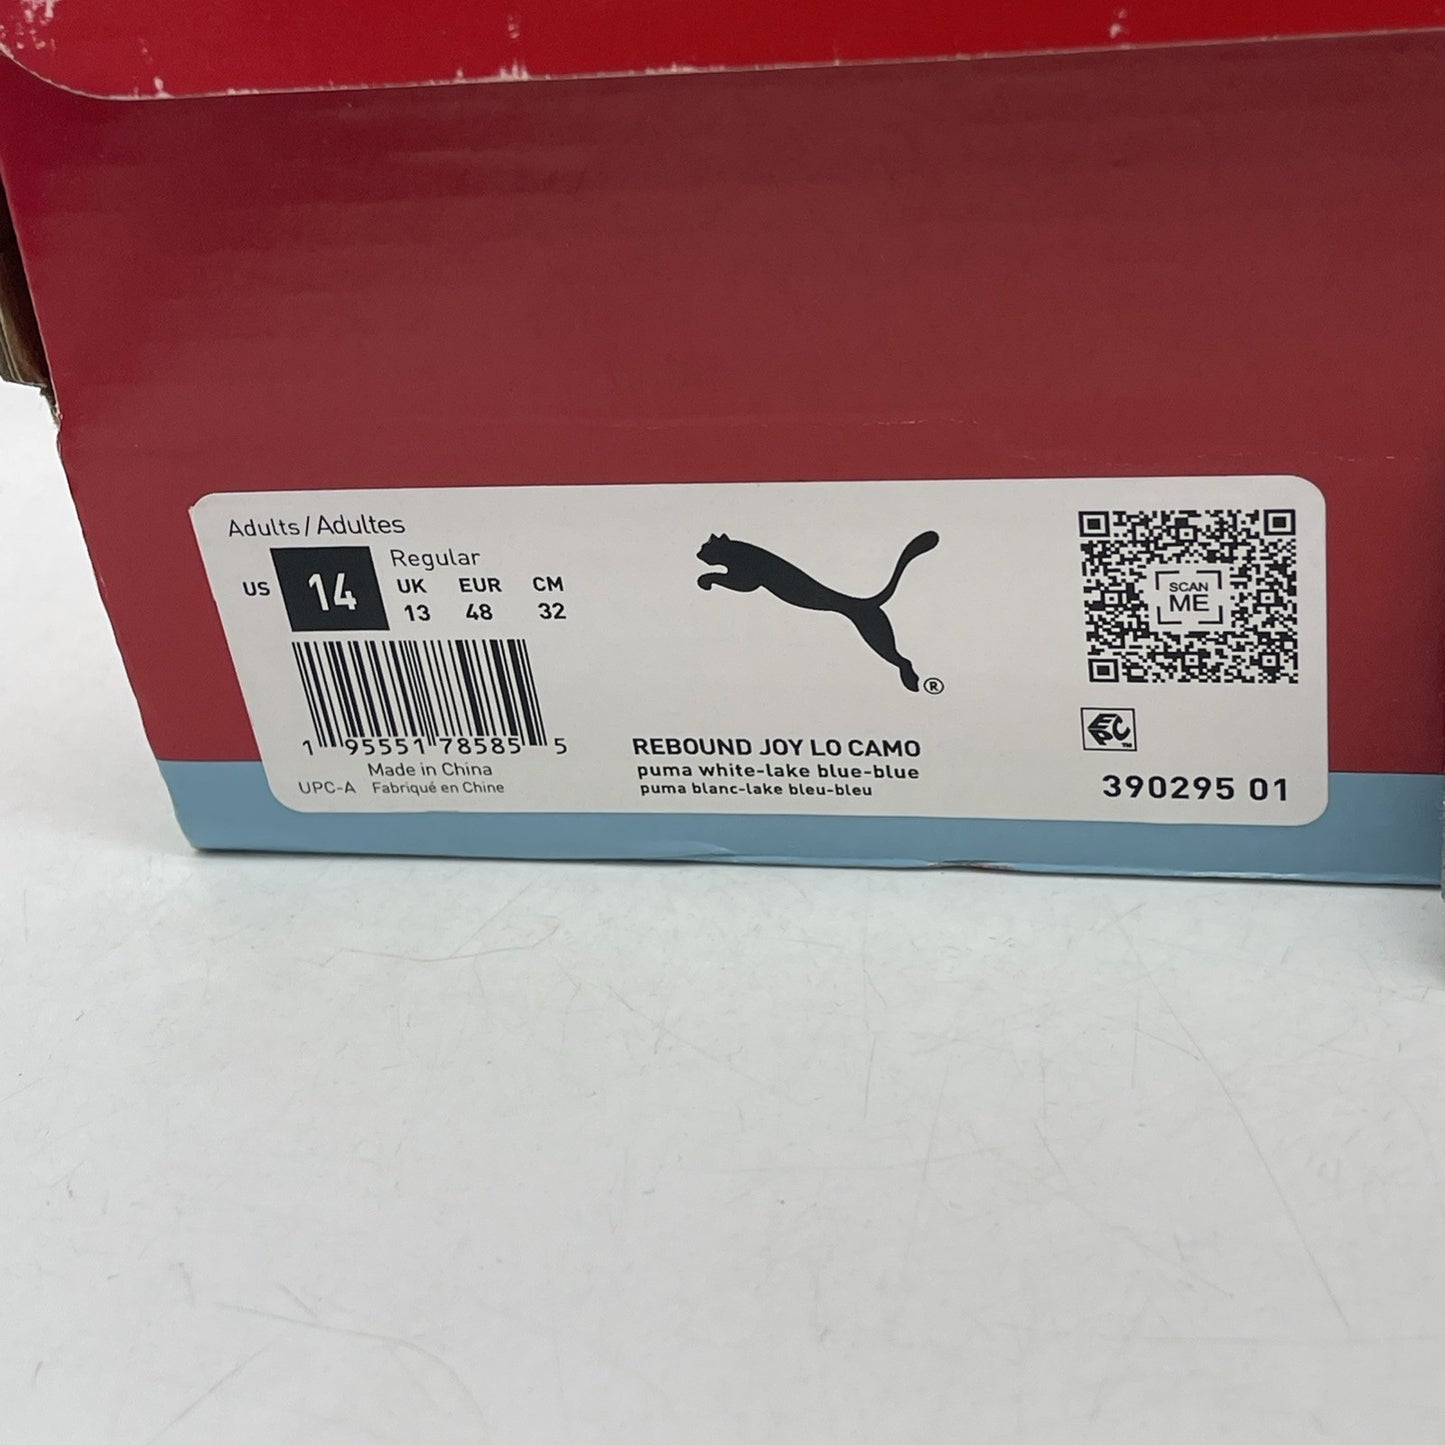 Adults/Adultes
US 14
Regular
UK EUR CM
13 48 32
1 95551 78585 5
Made in China
UPC-A Fabriqué en Chine
®
REBOUND JOY LO CAMO
puma white-lake blue-blue
puma blanc-lake bleu-bleu
SCAN
ME
EPC™
390295 01